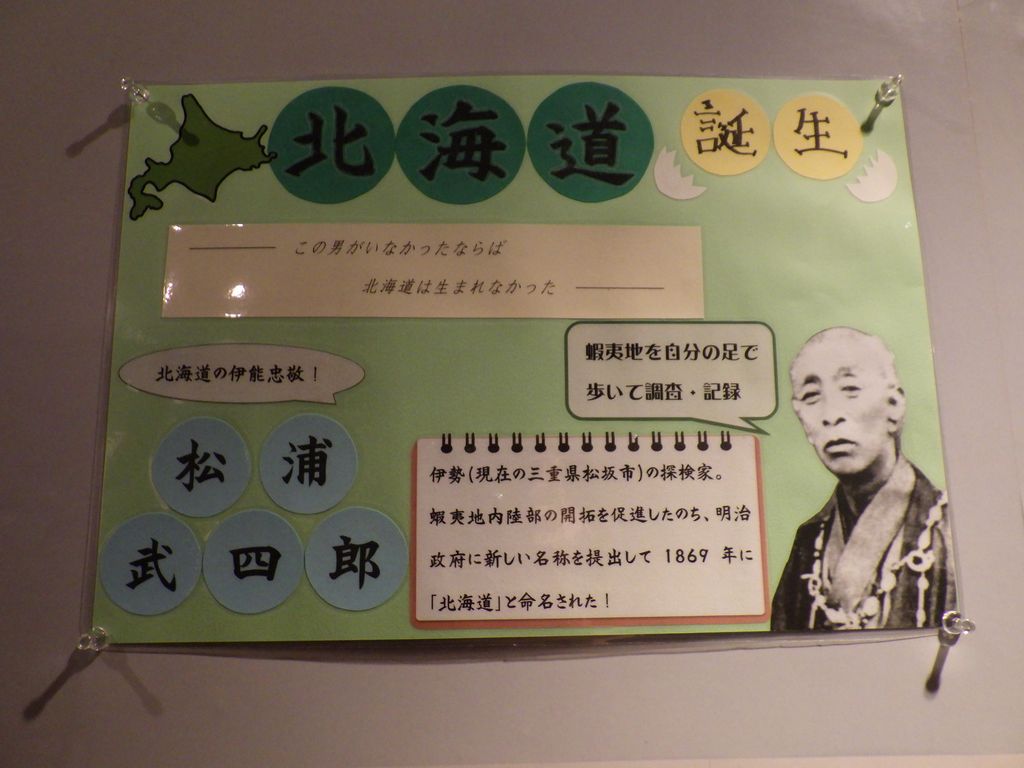 北海道誕生
この男がいなかったならば
北海道は生まれなかった
北海道の伊能忠敬！
松浦
武四郎
蝦夷地を自分の足で
歩いて調査・記録
伊勢(現在の三重県松坂市)の探検家。
蝦夷地内陸部の開拓を促進したのち、明治
政府に新しい名称を提出して 1869 年に
「北海道」と命名された！